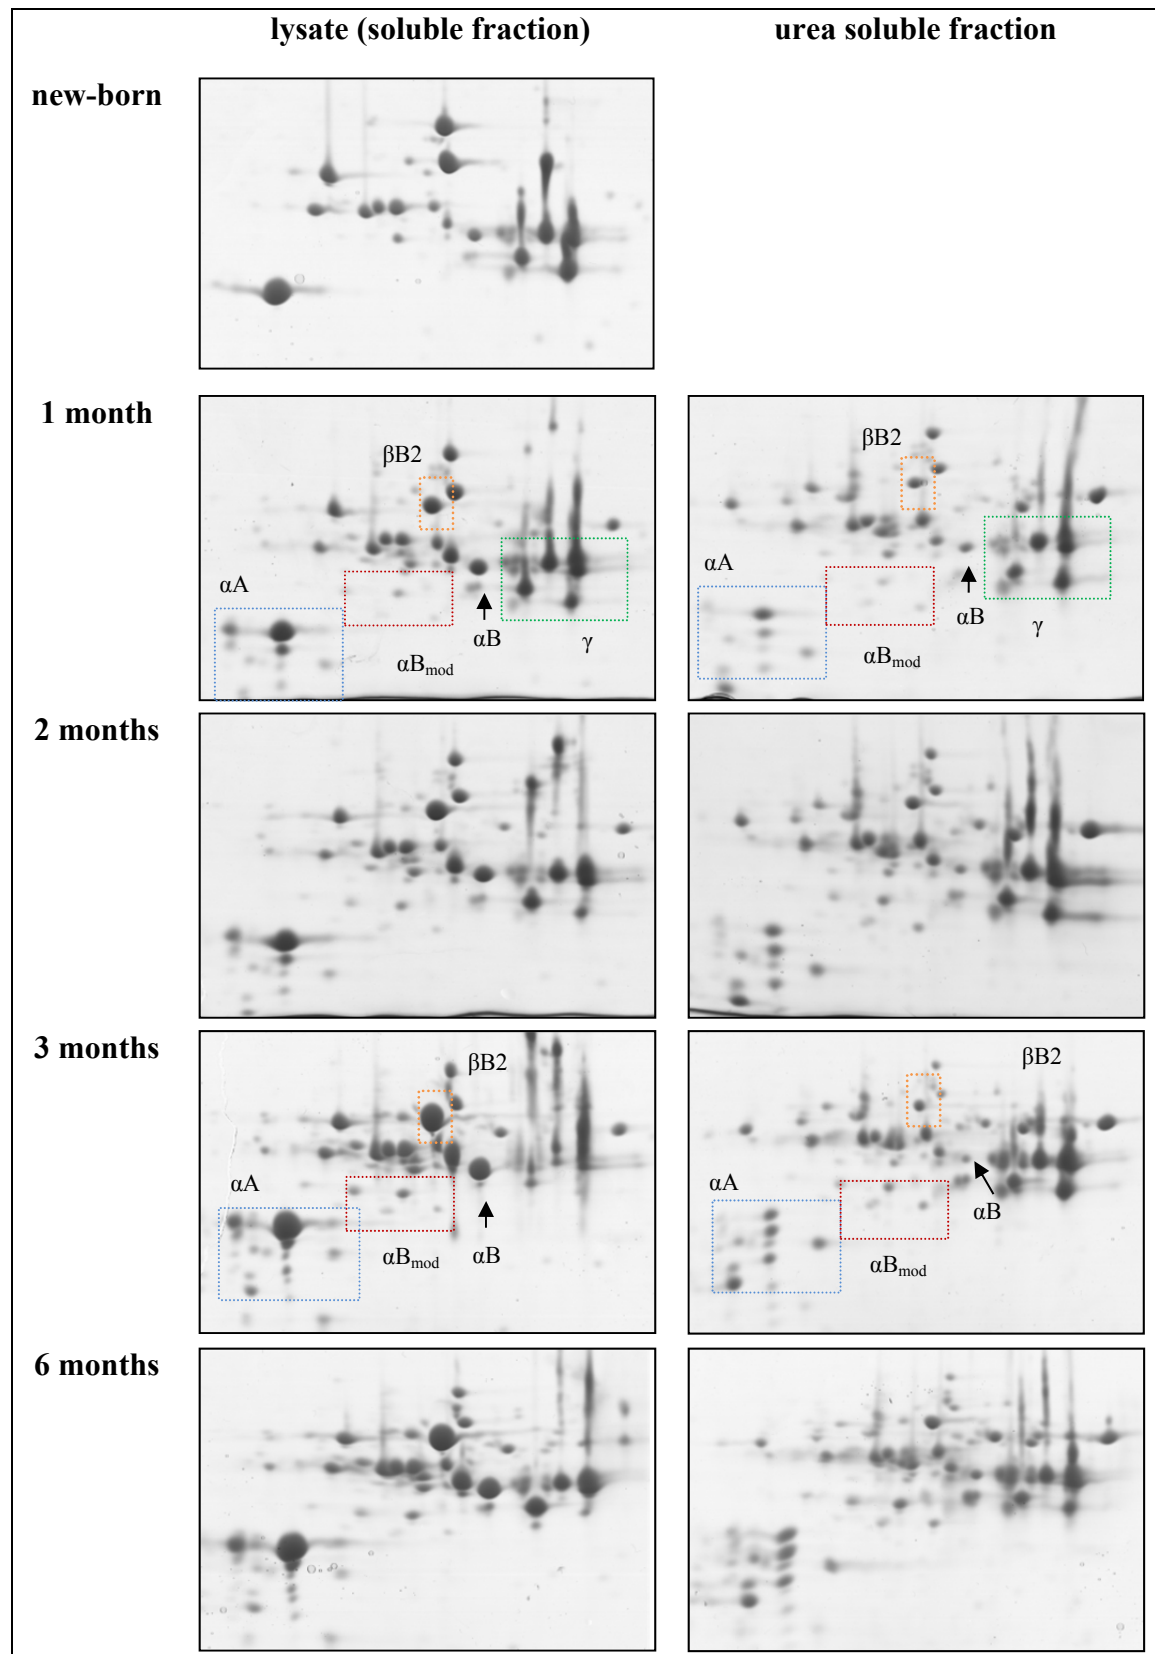 lysate (soluble fraction) urea soluble fraction
new-born
1 month
βB2 βB2
αA αA
αB αB
γ γ
αBmod αBmod
2 months
3 months
βB2 βB2
αA αA
αB
αBmod αB αBmod
6 months